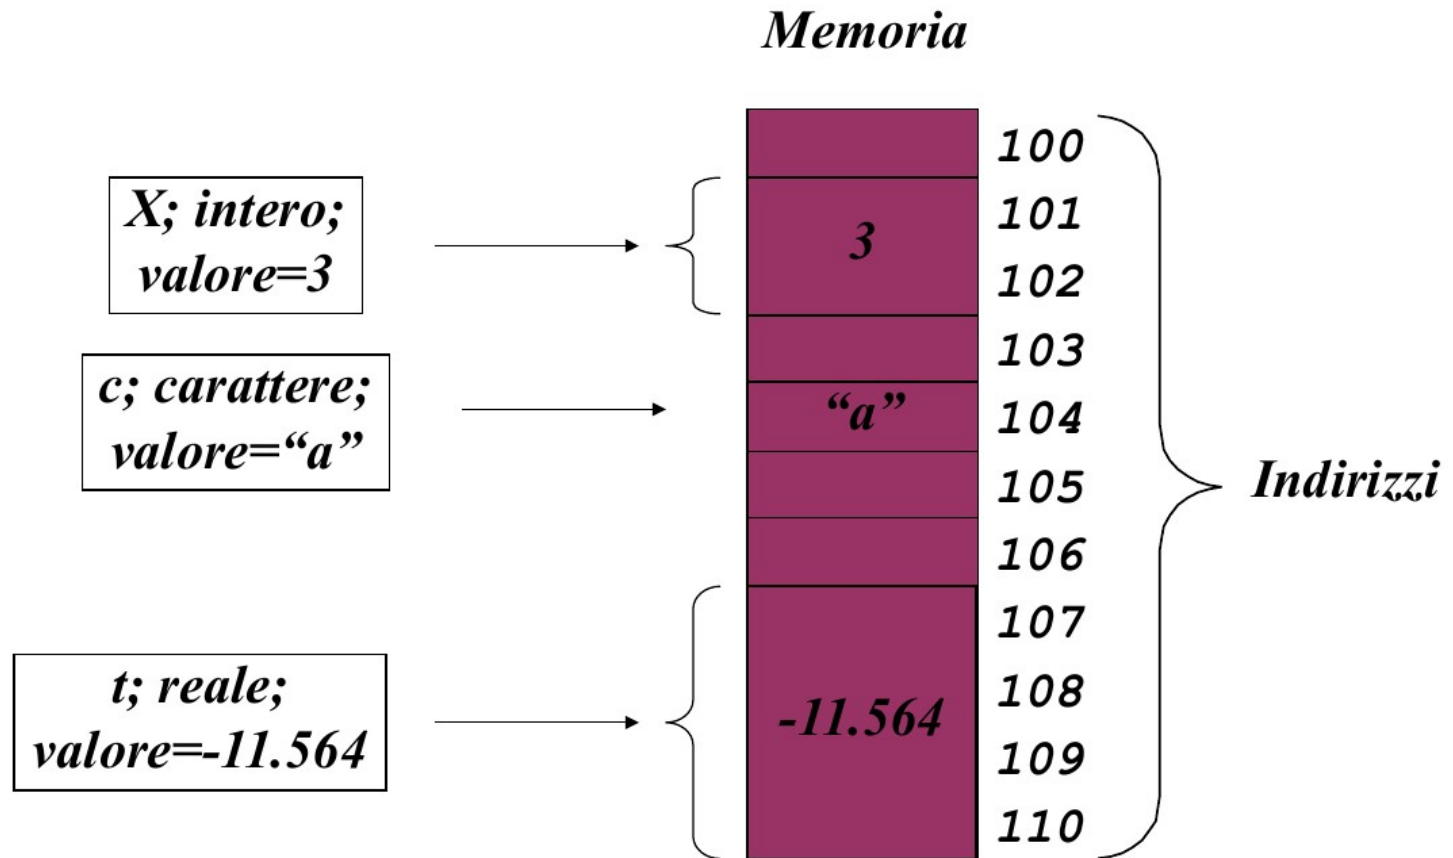 Memoria
X; intero;
valore=3
c; carattere;
valore=“a”
t; reale;
valore=-11.564
3
“a”
-11.564
100
101
102
103
104
105
106
107
108
109
110
Indirizzi